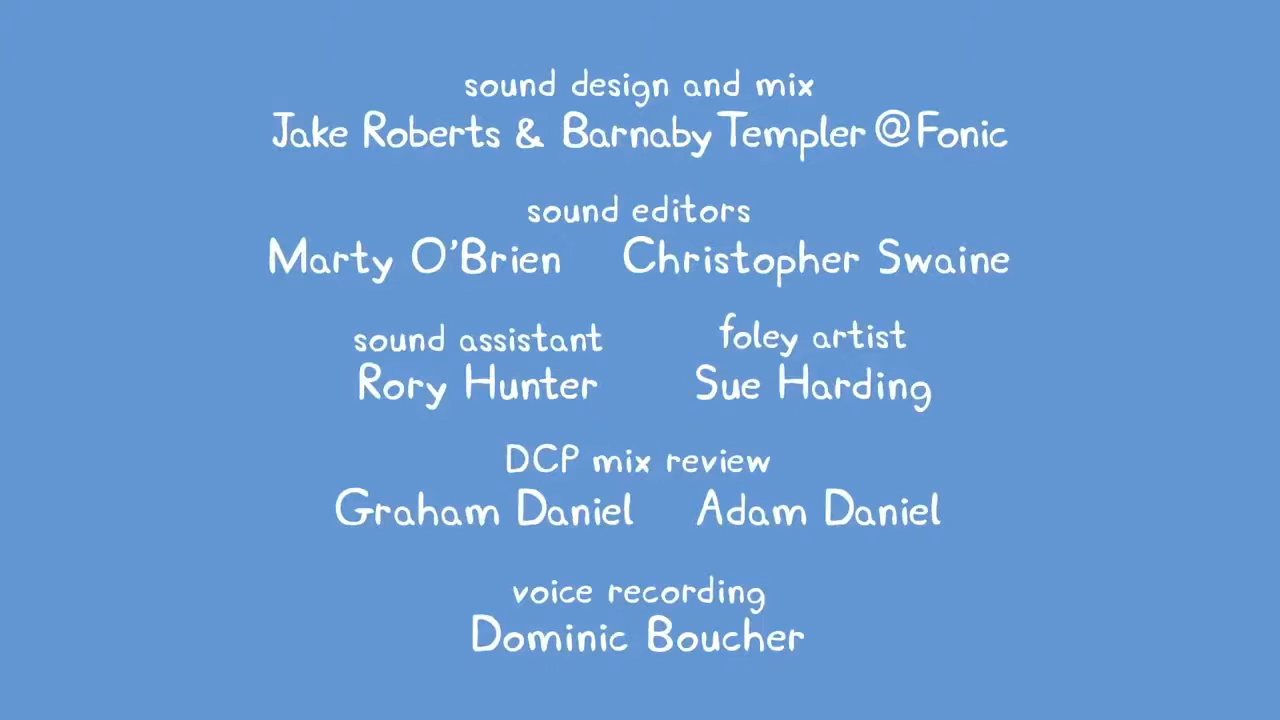 sound design and mix
Jake Roberts & Barnaby Templer @Fonic
sound editors
Marty O'Brien Christopher Swaine
sound assistant foley artist
Rory Hunter Sue Harding
DCP mix review
Graham Daniel Adam Daniel
voice recording
Dominic Boucher